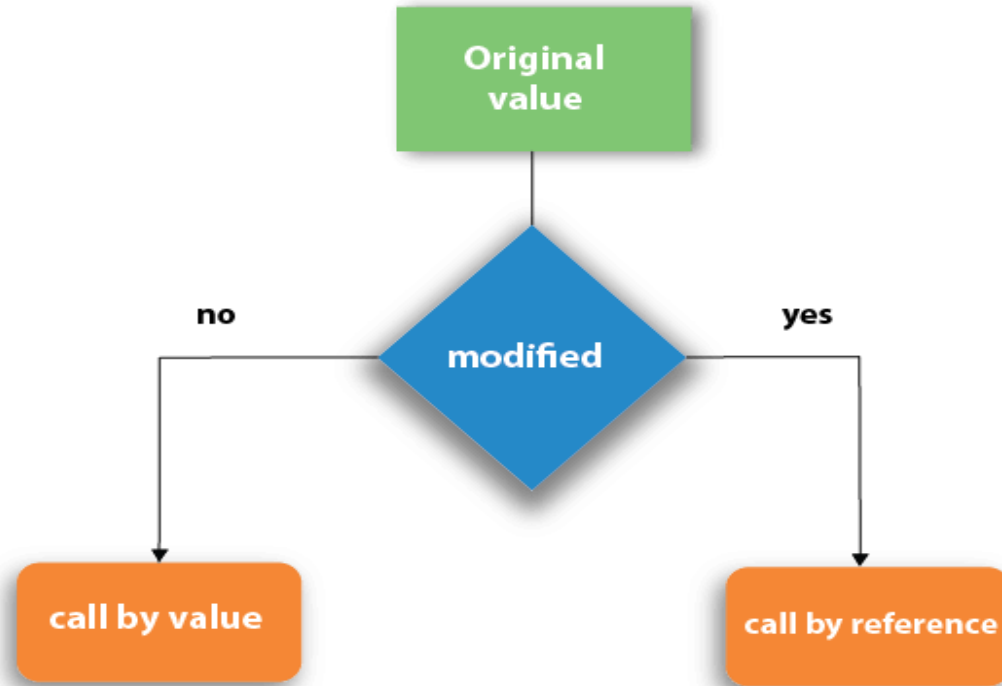 Original
value
no
yes
modified
call by value
call by reference